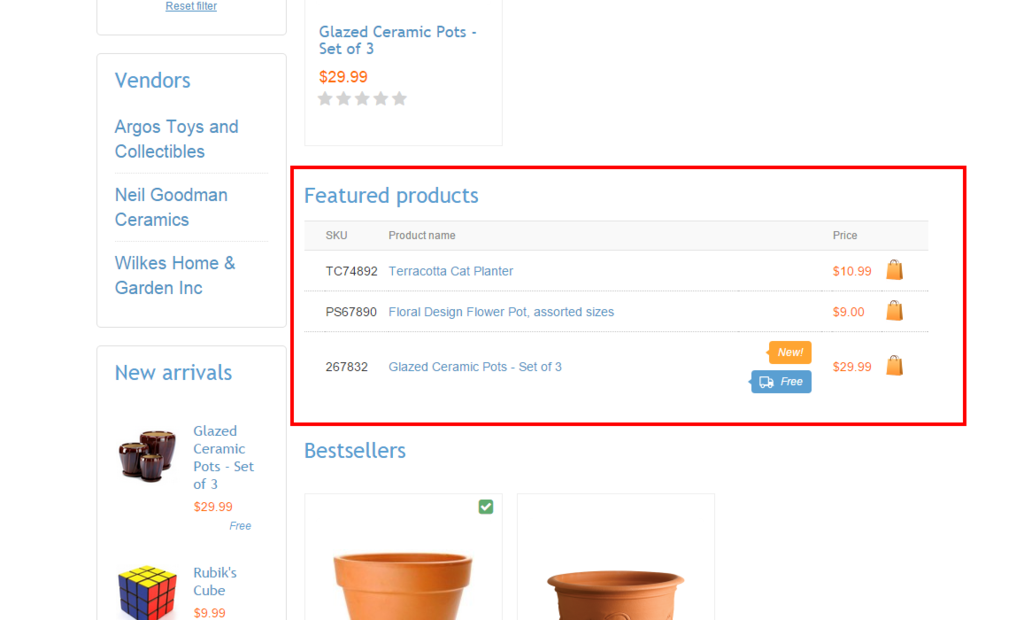 Reset filter
Vendors
Argos Toys and
Collectibles
Neil Goodman
Ceramics
Wilkes Home &
Garden Inc
New arrivals
Glazed
Ceramic
Pots - Set
of 3
$29.99
Free
Rubik's
Cube
$9.99
Glazed Ceramic Pots -
Set of 3
$29.99
Featured products
SKU Product name Price
TC74892 Terracotta Cat Planter $10.99
PS67890 Floral Design Flower Pot, assorted sizes $9.00
New!
267832 Glazed Ceramic Pots - Set of 3 $29.99
Free
Bestsellers